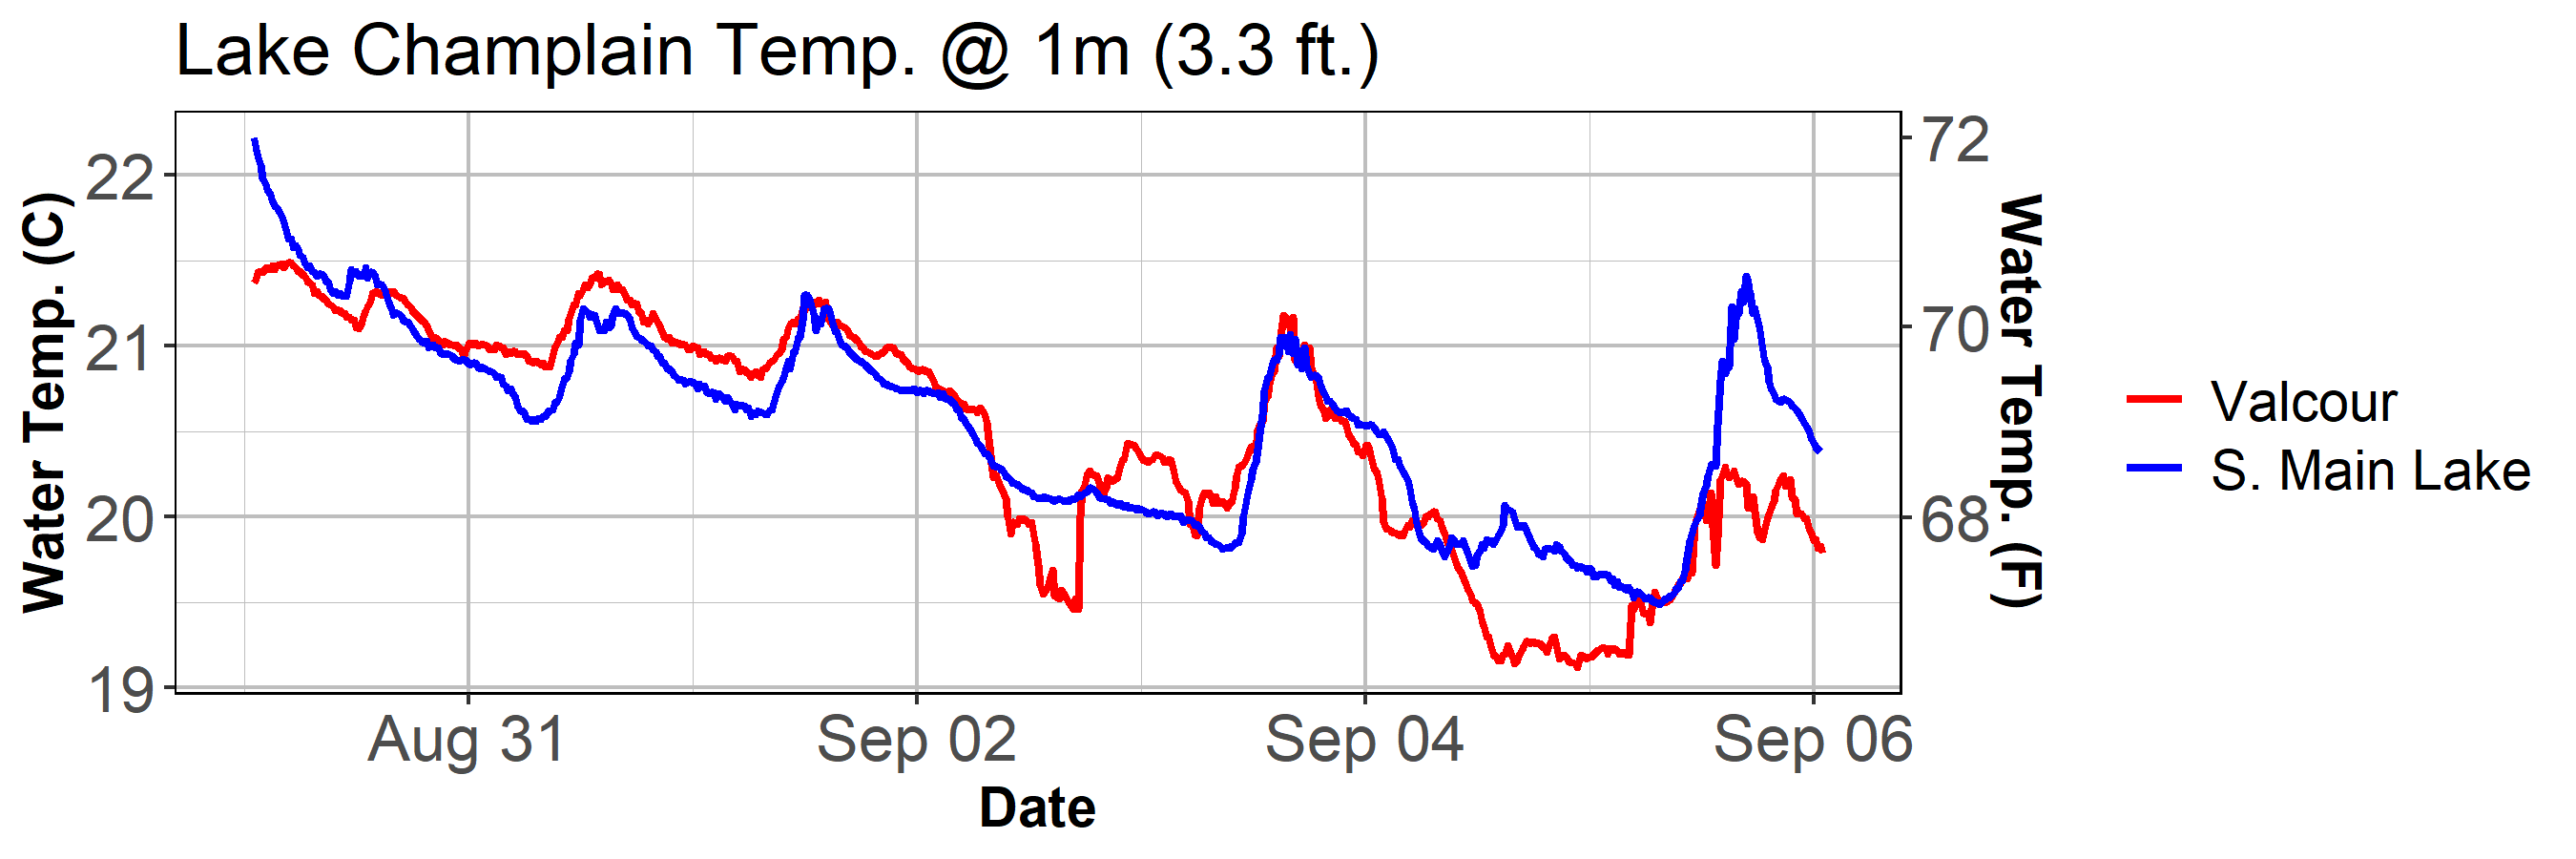 Lake Champlain Temp. @ 1m (3.3 ft.)
Water Temp. (C)
22
21
20
19
72
70
68
Water Temp. (F)
Aug 31
Sep 02
Sep 04
Sep 06
Date
Valcour
S. Main Lake